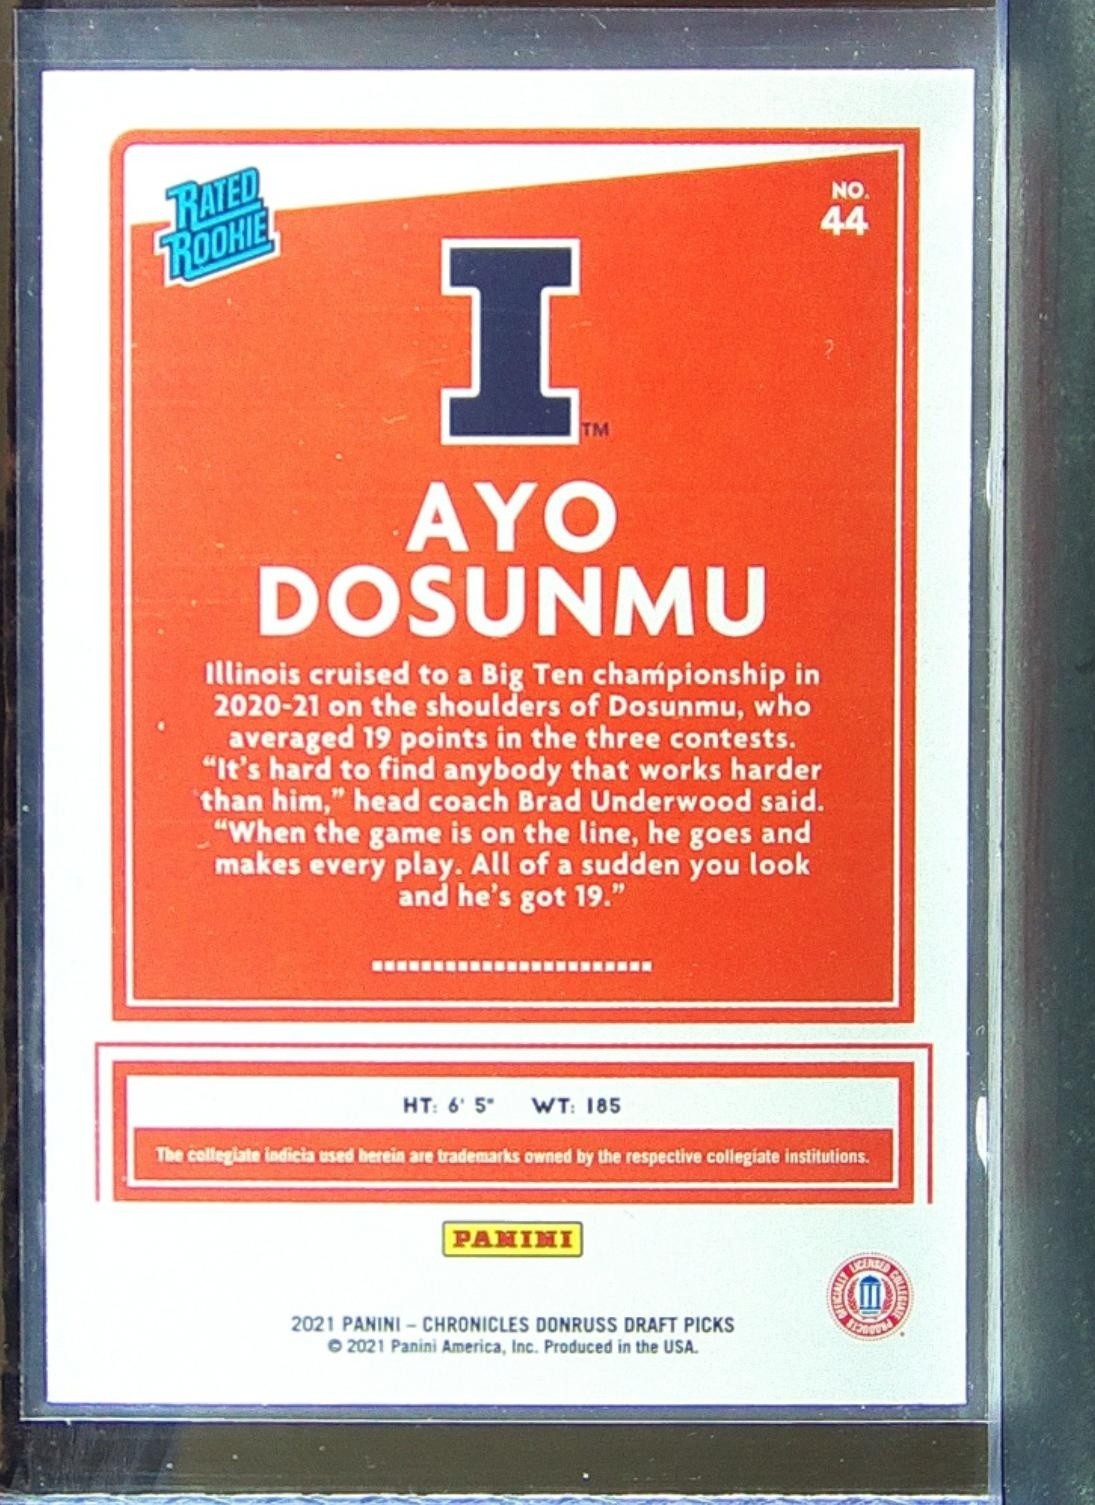 RATED
ROOKIE
NO.
44
I
TM
AYO
DOSUNMU
Illinois cruised to a Big Ten championship in
2020-21 on the shoulders of Dosunmu, who
averaged 19 points in the three contests.
“It's hard to find anybody that works harder
than him,” head coach Brad Underwood said.
“When the game is on the line, he goes and
makes every play. All of a sudden you look
and he's got 19.”
HT: 6' 5" WT: 185
The collegiate indicia used herein are trademarks owned by the respective collegiate institutions.
PANINI
OFFICIALLY LICENSED COLLEGIATE PRODUCTS
2021 PANINI – CHRONICLES DONRUSS DRAFT PICKS
© 2021 Panini America, Inc. Produced in the USA.